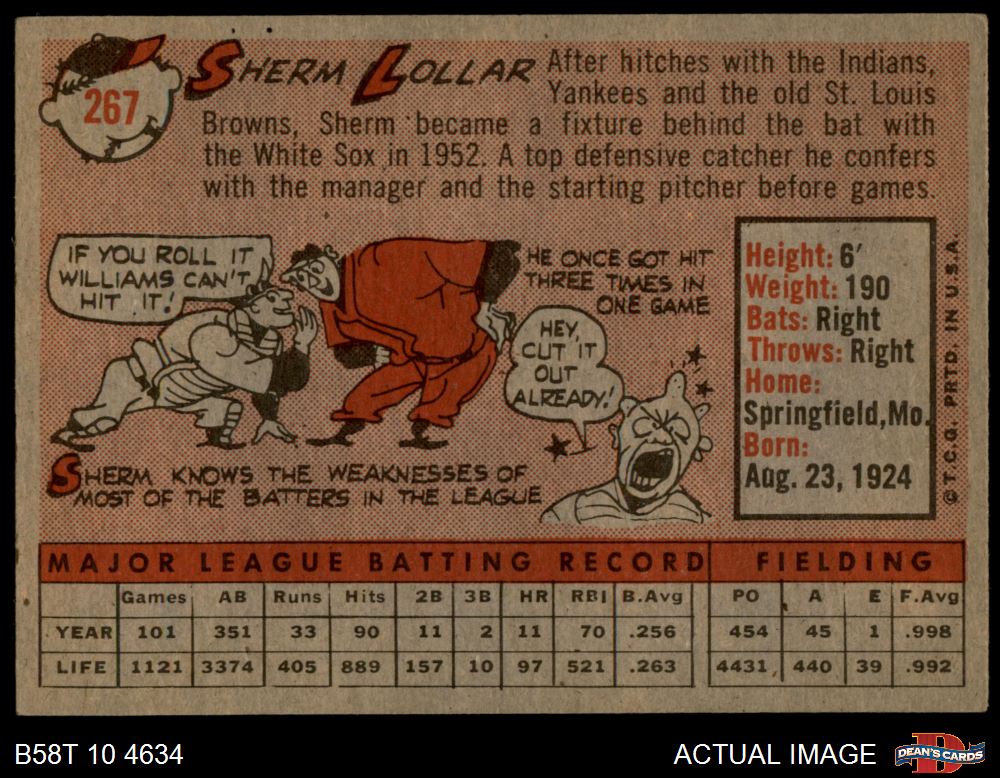 267
SHERM LOLLAR
After hitches with the Indians,
Yankees and the old St. Louis
Browns, Sherm became a fixture behind the bat with
the White Sox in 1952. A top defensive catcher he confers
with the manager and the starting pitcher before games.
IF YOU ROLL IT
WILLIAMS CAN'T
HIT IT!
HE ONCE GOT HIT
THREE TIMES IN
ONE GAME
HEY,
CUT IT
OUT
ALREADY!
SHERM KNOWS THE WEAKNESSES OF
MOST OF THE BATTERS IN THE LEAGUE
Height: 6'
Weight: 190
Bats: Right
Throws: Right
Home:
Springfield, Mo.
Born:
Aug. 23, 1924
© T.C.G. PRTD. IN U.S.A.
MAJOR LEAGUE BATTING RECORD FIELDING
Games AB Runs Hits 2B 3B HR RBI B.Avg PO A E F.Avg
YEAR 101 351 33 90 11 2 11 70 .256 454 45 1 .998
LIFE 1121 3374 405 889 157 10 97 521 .263 4431 440 39 .992
B58T 10 4634
ACTUAL IMAGE
D
DEAN'S CARDS